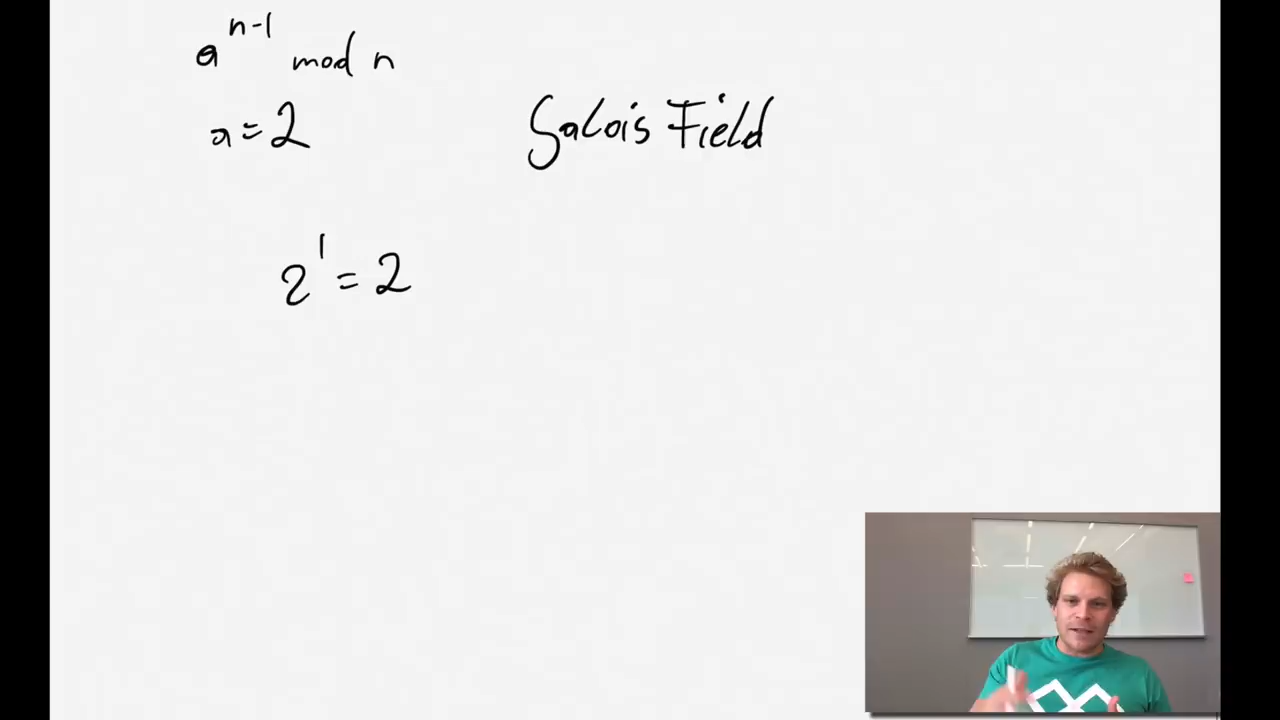 a^{n-1} mod n
a = 2
Galois Field
2^1 = 2